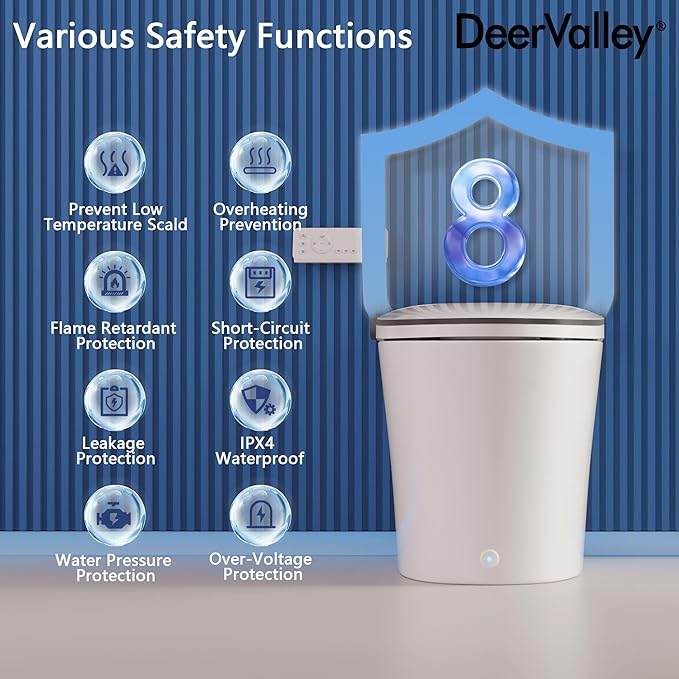 Various Safety Functions
DeerValley®
8
Prevent Low
Temperature Scald
Overheating
Prevention
Flame Retardant
Protection
Short-Circuit
Protection
Leakage
Protection
IPX4
Waterproof
Water Pressure
Protection
Over-Voltage
Protection